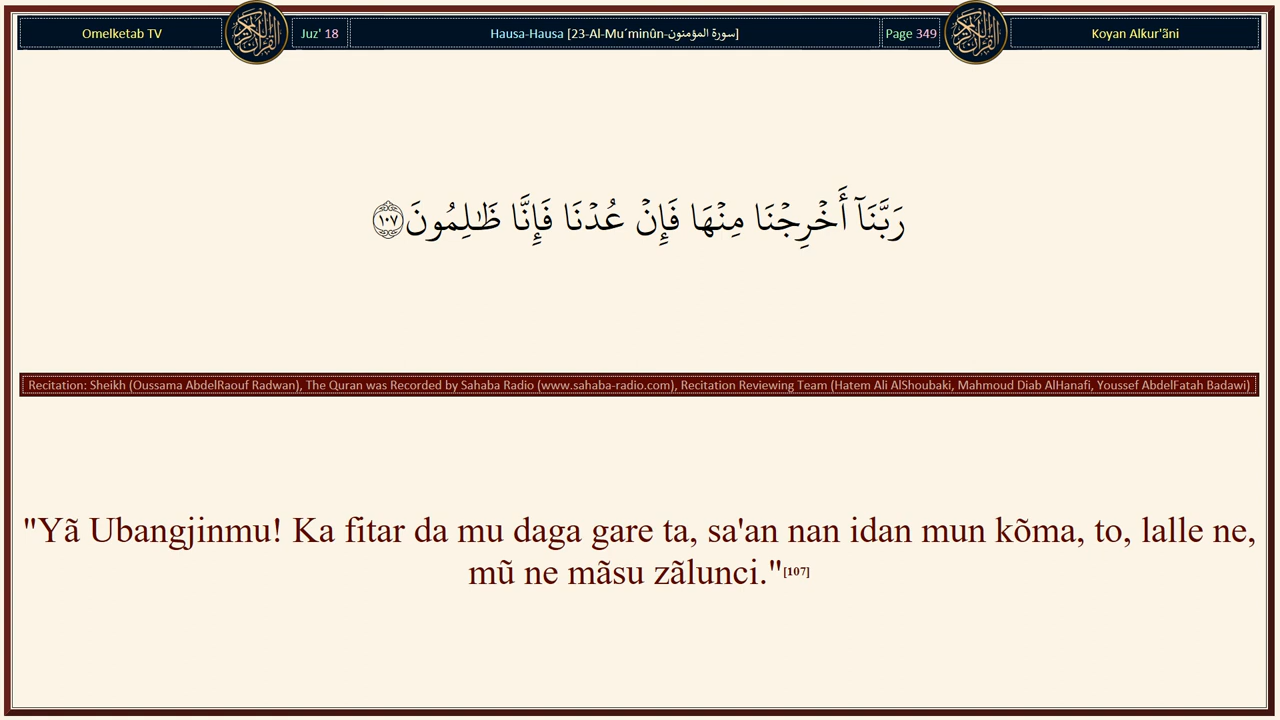 Omelketab TV
Juz' 18
Hausa-Hausa [23-Al-Mu´minûn-سورة المؤمنون]
Page 349
Koyan Alƙur'ãni
رَبَّنَآ أَخۡرِجۡنَا مِنۡهَا فَإِنۡ عُدۡنَا فَإِنَّا ظَٰلِمُونَ ١٠٧
Recitation: Sheikh (Oussama AbdelRaouf Radwan), The Quran was Recorded by Sahaba Radio (www.sahaba-radio.com), Recitation Reviewing Team (Hatem Ali AlShoubaki, Mahmoud Diab AlHanafi, Youssef AbdelFatah Badawi)
"Yã Ubangjinmu! Ka fitar da mu daga gare ta, sa'an nan idan mun kõma, to, lalle ne,
mũ ne mãsu zãlunci."[107]